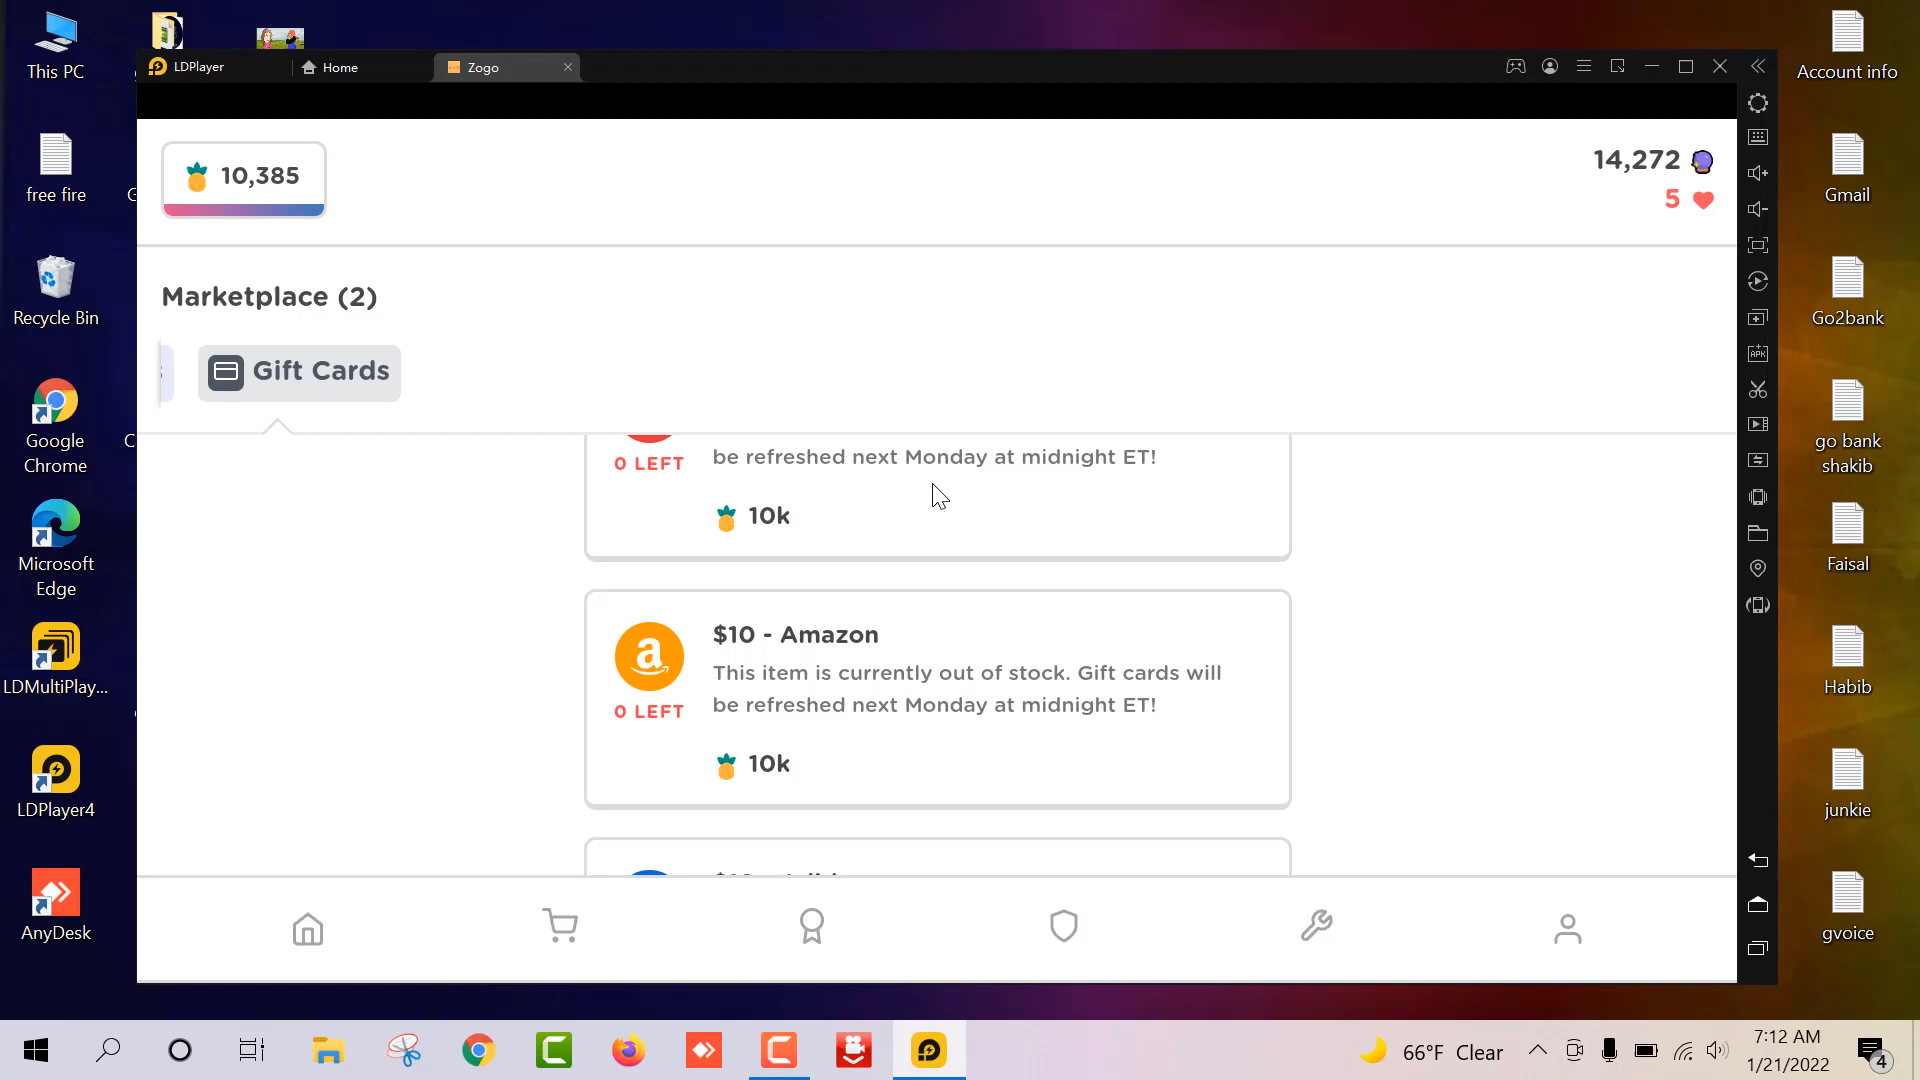 This PC
free fire
Recycle Bin
Google
Chrome
Microsoft
Edge
LDMultiPlay...
LDPlayer4
AnyDesk
LDPlayer
Home
Zogo
10,385
14,272
5
Marketplace (2)
Gift Cards
0 LEFT
be refreshed next Monday at midnight ET!
10k
$10 - Amazon
This item is currently out of stock. Gift cards will
0 LEFT
be refreshed next Monday at midnight ET!
10k
APK
Account info
Gmail
Go2bank
go bank
shakib
Faisal
Habib
junkie
gvoice
66°F Clear
7:12 AM
1/21/2022
4